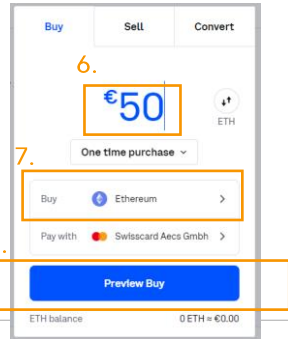 Buy Sell Convert
6.
€50
ETH
One time purchase
7.
Buy Ethereum
Pay with Swisscard Aecs Gmbh
.
Preview Buy
ETH balance 0 ETH ≈ €0.00